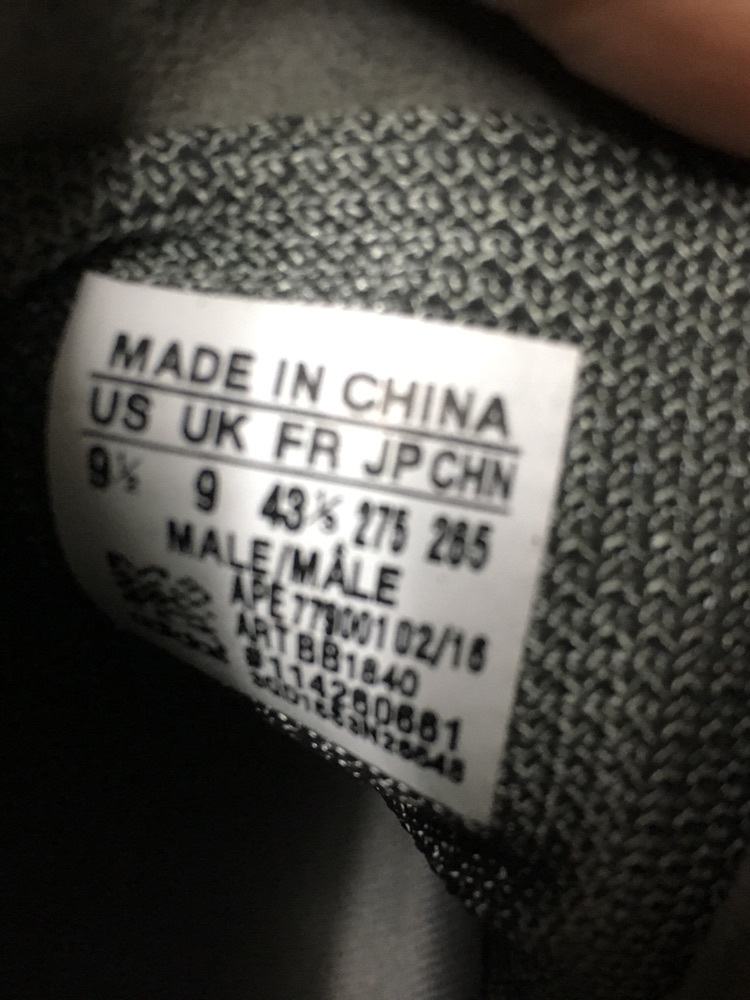 MADE IN CHINA
US UK FR JP CHN
9½ 9 43⅓ 275 265
MALE/MÂLE
APE 779001 02/16
ART BB1840
#114260661